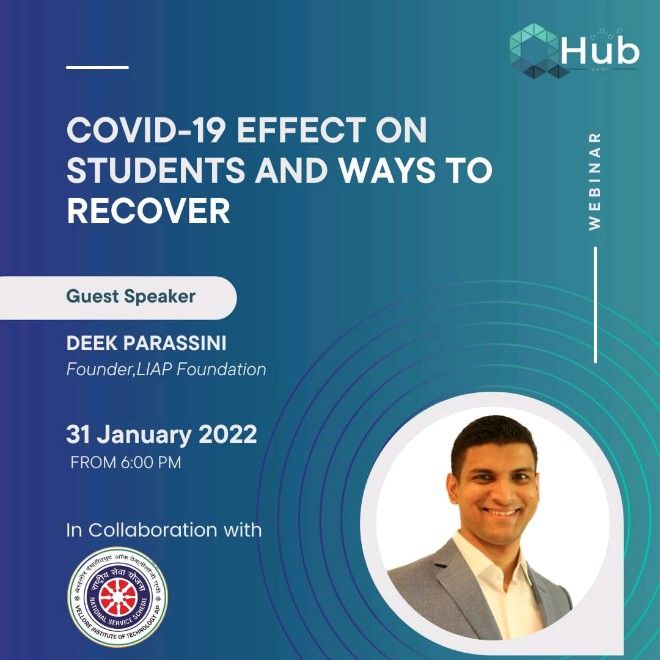 Hub
COVID-19 EFFECT ON
STUDENTS AND WAYS TO
RECOVER
WEBINAR
Guest Speaker
DEEK PARASSINI
Founder,LIAP Foundation
31 January 2022
FROM 6:00 PM
In Collaboration with
राष्ट्रीय सेवा योजना
NATIONAL SERVICE SCHEME
VELLORE INSTITUTE OF TECHNOLOGY AP